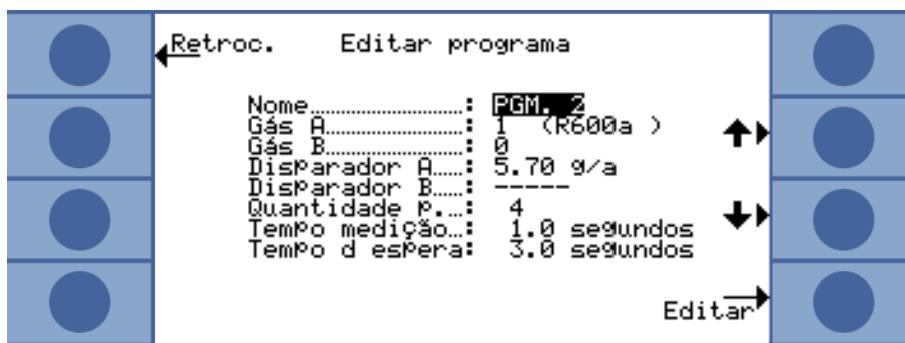 Retroc. Editar programa
Nome......................: PGM. 2
Gás A....................: 1 (R600a )
Gás B....................: 0
Disparador A.....: 5.70 g/a
Disparador B.....: -----
Quantidade p....: 4
Tempo medição..: 1.0 segundos
Tempo d espera: 3.0 segundos
Editar